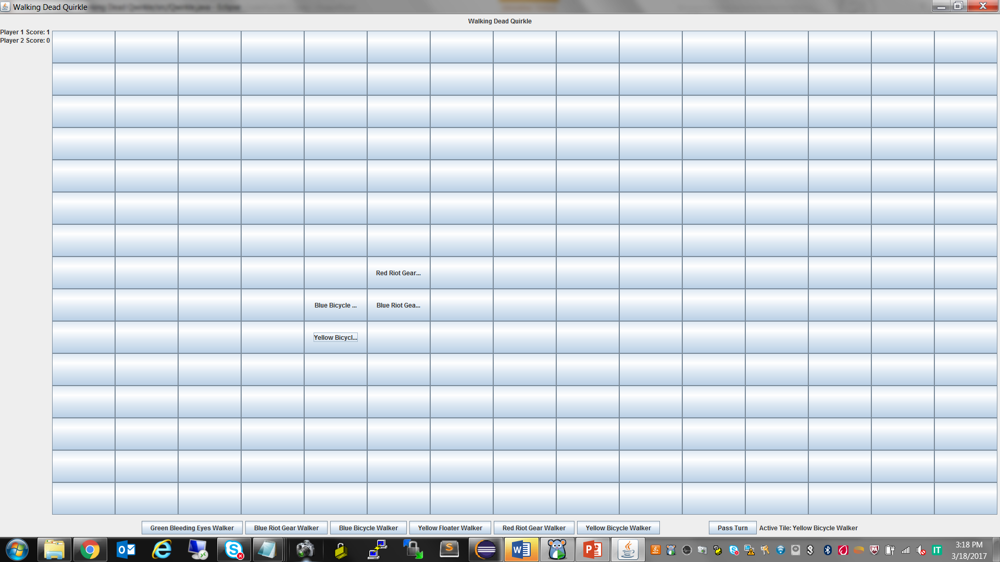 Walking Dead Quirkle
Walking Dead Quirkle
Player 1 Score: 1
Player 2 Score: 0
Red Riot Gear...
Blue Bicycle ...
Blue Riot Gea...
Yellow Bicycl...
Green Bleeding Eyes Walker
Blue Riot Gear Walker
Blue Bicycle Walker
Yellow Floater Walker
Red Riot Gear Walker
Yellow Bicycle Walker
Pass Turn
Active Tile: Yellow Bicycle Walker
IT
3:18 PM
3/18/2017